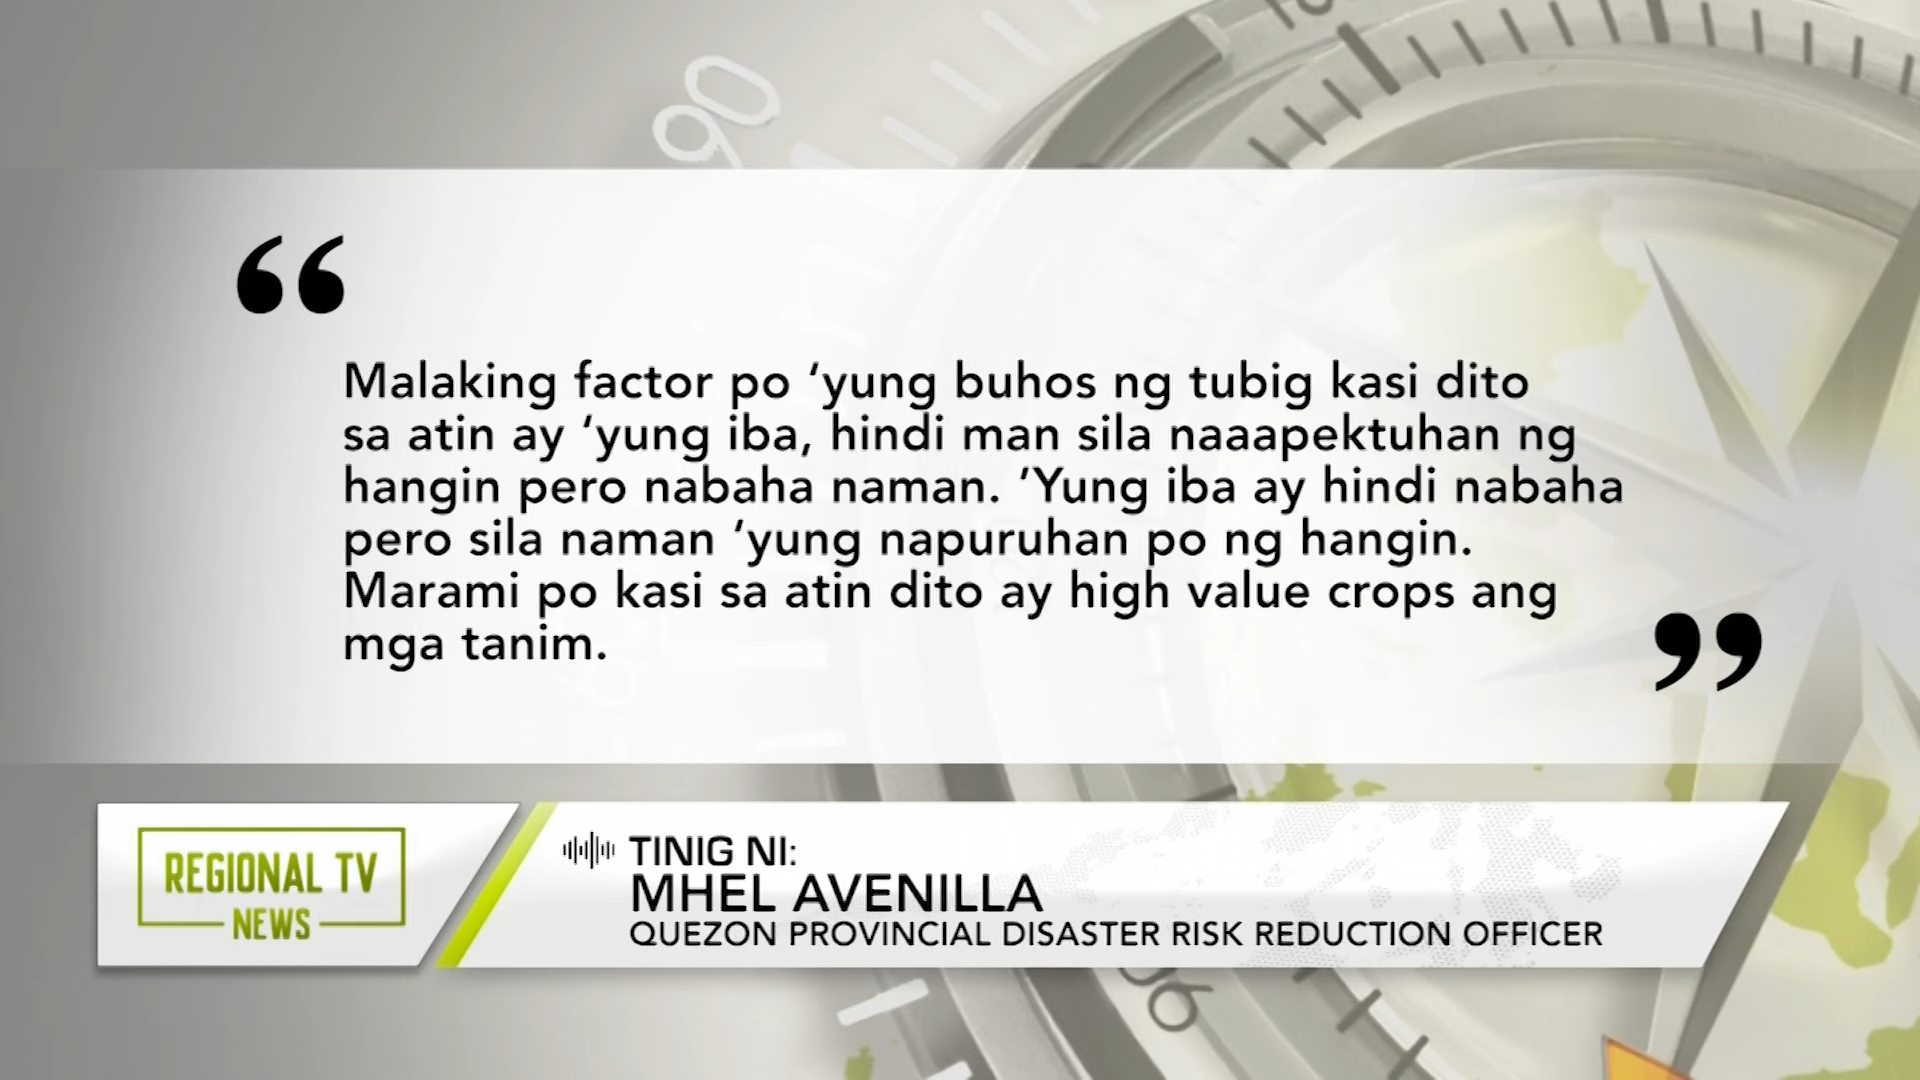 90
“
Malaking factor po ‘yung buhos ng tubig kasi dito
sa atin ay ‘yung iba, hindi man sila naaapektuhan ng
hangin pero nabaha naman. ’Yung iba ay hindi nabaha
pero sila naman ‘yung napuruhan po ng hangin.
Marami po kasi sa atin dito ay high value crops ang
mga tanim.
”
REGIONAL TV
NEWS
TINIG NI:
MHEL AVENILLA
QUEZON PROVINCIAL DISASTER RISK REDUCTION OFFICER